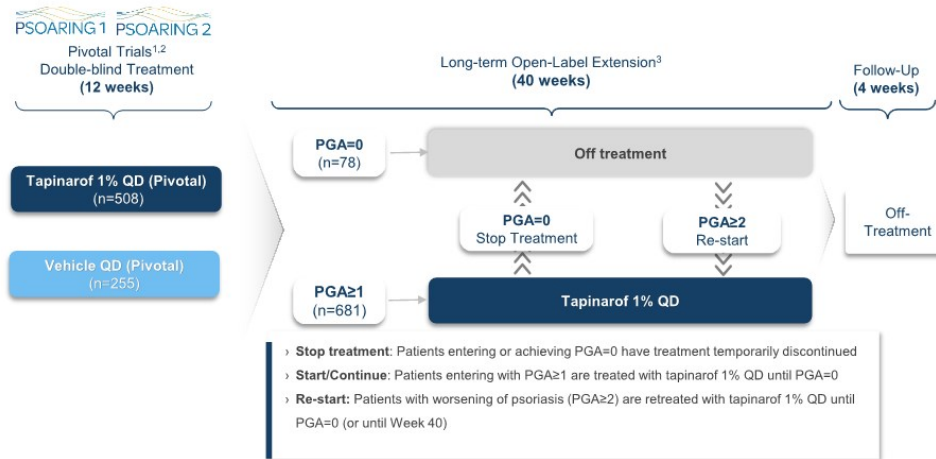 PSOARING 1 PSOARING 2
Pivotal Trials1,2
Double-blind Treatment
(12 weeks)
Long-term Open-Label Extension3
(40 weeks)
Follow-Up
(4 weeks)
Tapinarof 1% QD (Pivotal)
(n=508)
Vehicle QD (Pivotal)
(n=255)
PGA=0
(n=78)
Off treatment
PGA=0
Stop Treatment
PGA≥2
Re-start
Off-
Treatment
PGA≥1
(n=681)
Tapinarof 1% QD
› Stop treatment: Patients entering or achieving PGA=0 have treatment temporarily discontinued
› Start/Continue: Patients entering with PGA≥1 are treated with tapinarof 1% QD until PGA=0
› Re-start: Patients with worsening of psoriasis (PGA≥2) are retreated with tapinarof 1% QD until
PGA=0 (or until Week 40)